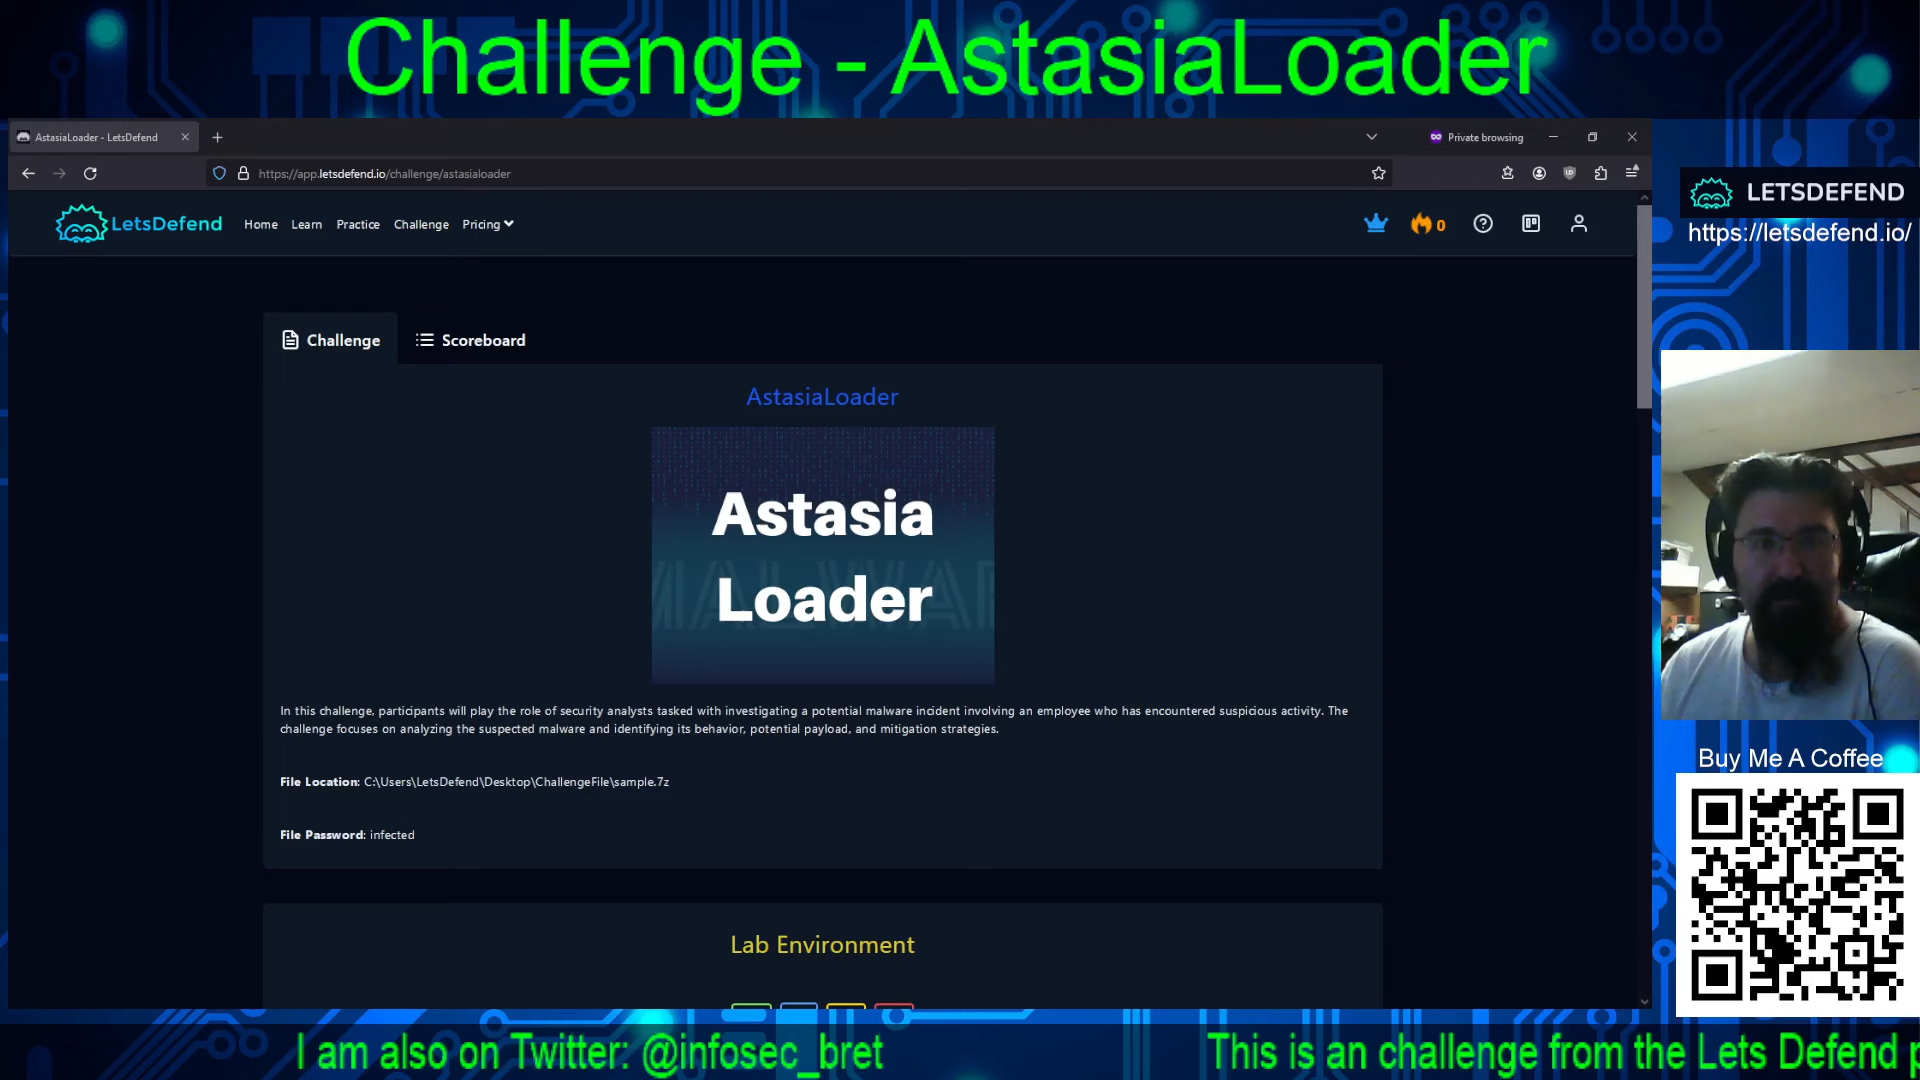 Challenge - AstasiaLoader
AstasiaLoader - LetsDefend
Private browsing
https://app.letsdefend.io/challenge/astasialoader
LetsDefend
Home
Learn
Practice
Challenge
Pricing
0
LETSDEFEND
https://letsdefend.io/
Challenge
Scoreboard
AstasiaLoader
Astasia
Loader
In this challenge, participants will play the role of security analysts tasked with investigating a potential malware incident involving an employee who has encountered suspicious activity. The
challenge focuses on analyzing the suspected malware and identifying its behavior, potential payload, and mitigation strategies.
File Location: C:\Users\LetsDefend\Desktop\ChallengeFile\sample.7z
File Password: infected
Lab Environment
Buy Me A Coffee
I am also on Twitter: @infosec_bret
This is an challenge from the Lets Defend p